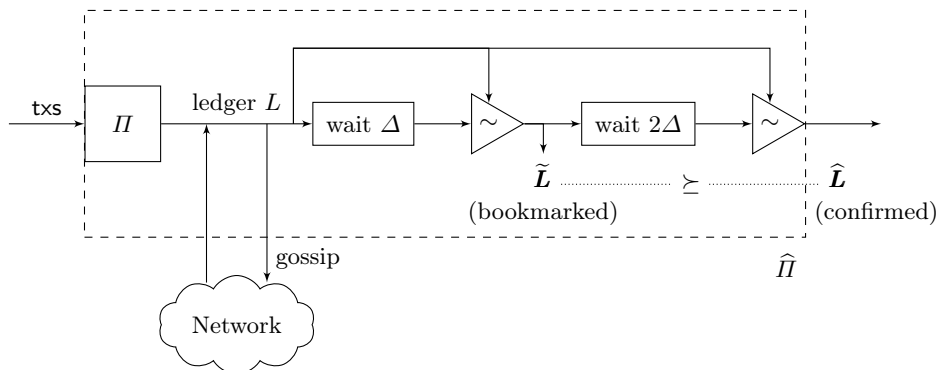 txs
Π
ledger L
wait Δ
~
wait 2Δ
~
L̃ ⪰ L̂
(bookmarked) (confirmed)
gossip
Π̂
Network